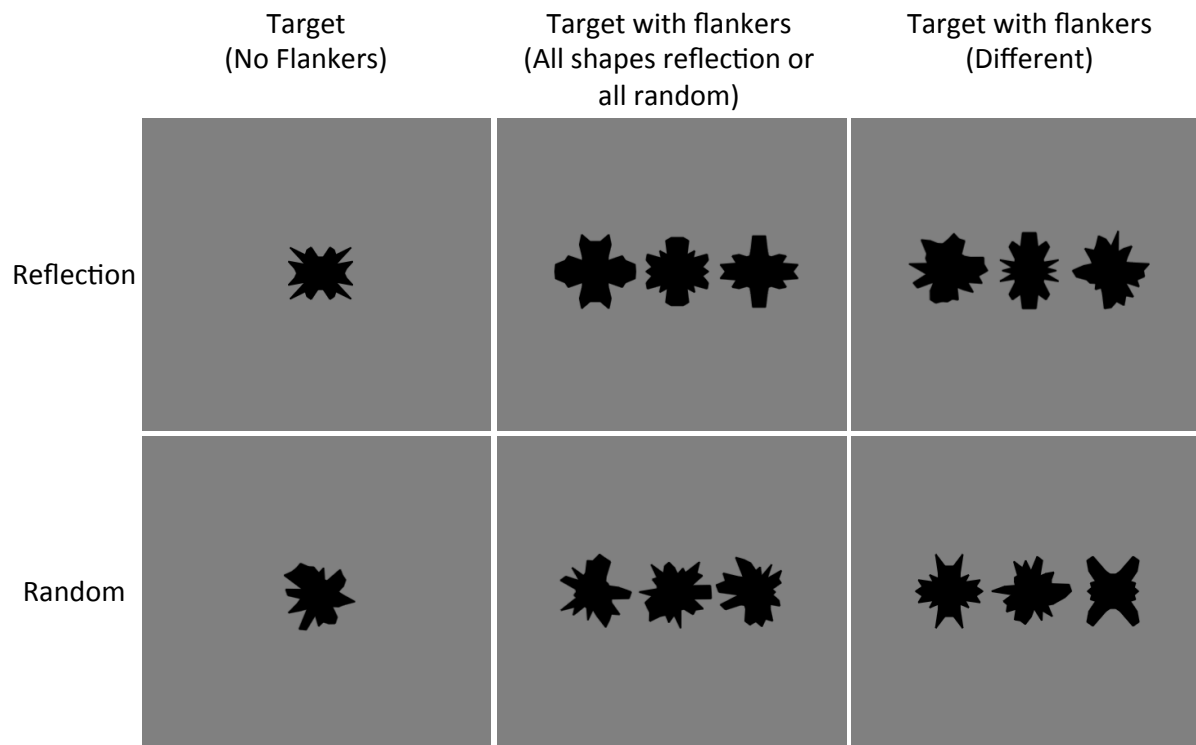 Target
(No Flankers)
Target with flankers
(All shapes reflection or
all random)
Target with flankers
(Different)
Reflection
Random